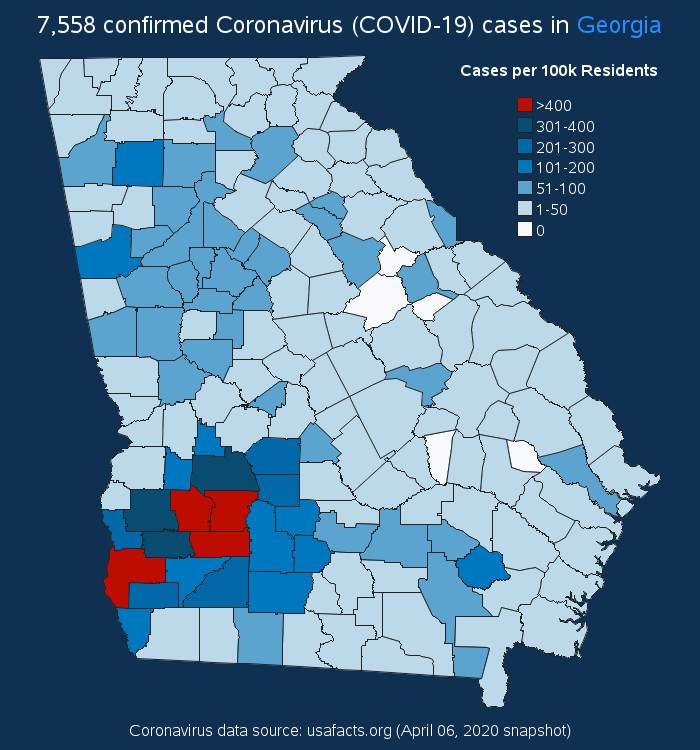 7,558 confirmed Coronavirus (COVID-19) cases in Georgia
Cases per 100k Residents
>400
301-400
201-300
101-200
51-100
1-50
0
Coronavirus data source: usafacts.org (April 06, 2020 snapshot)